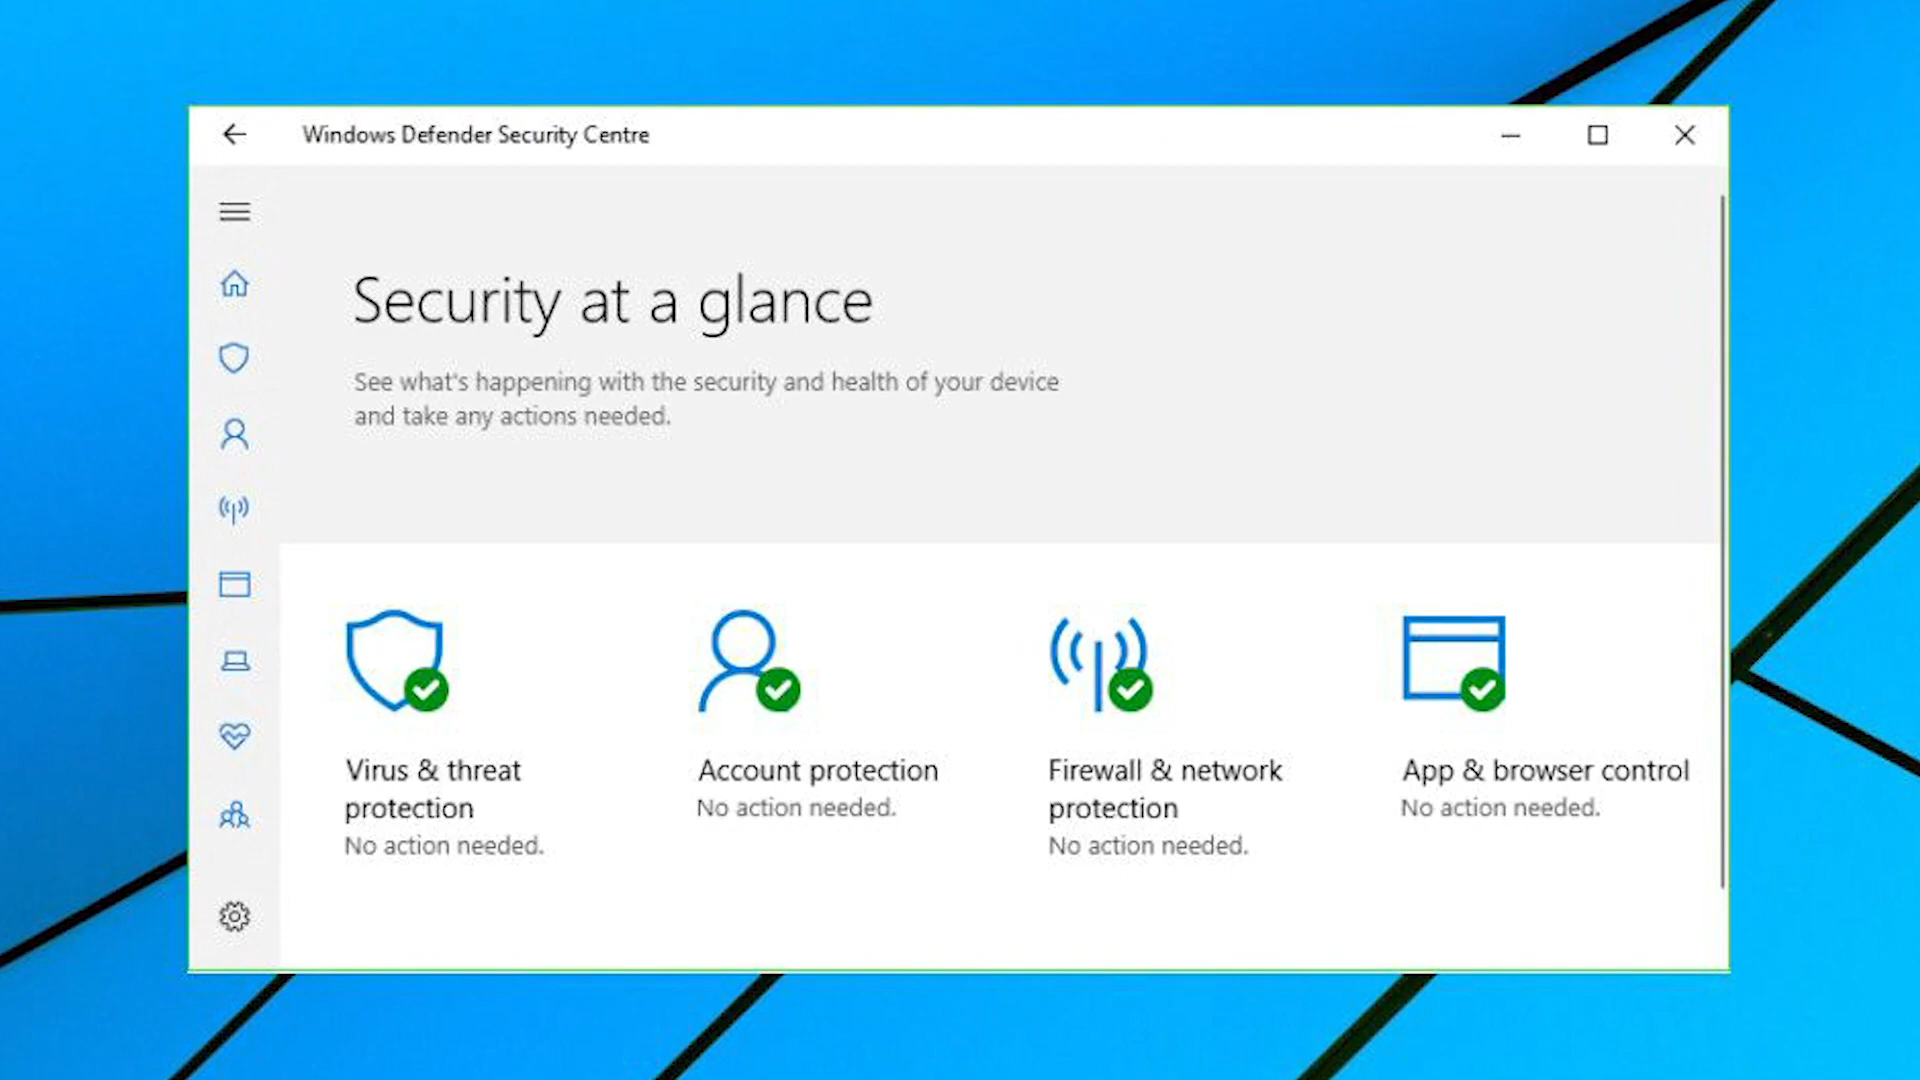 Windows Defender Security Centre
Security at a glance
See what's happening with the security and health of your device
and take any actions needed.
Virus & threat
protection
No action needed.
Account protection
No action needed.
Firewall & network
protection
No action needed.
App & browser control
No action needed.